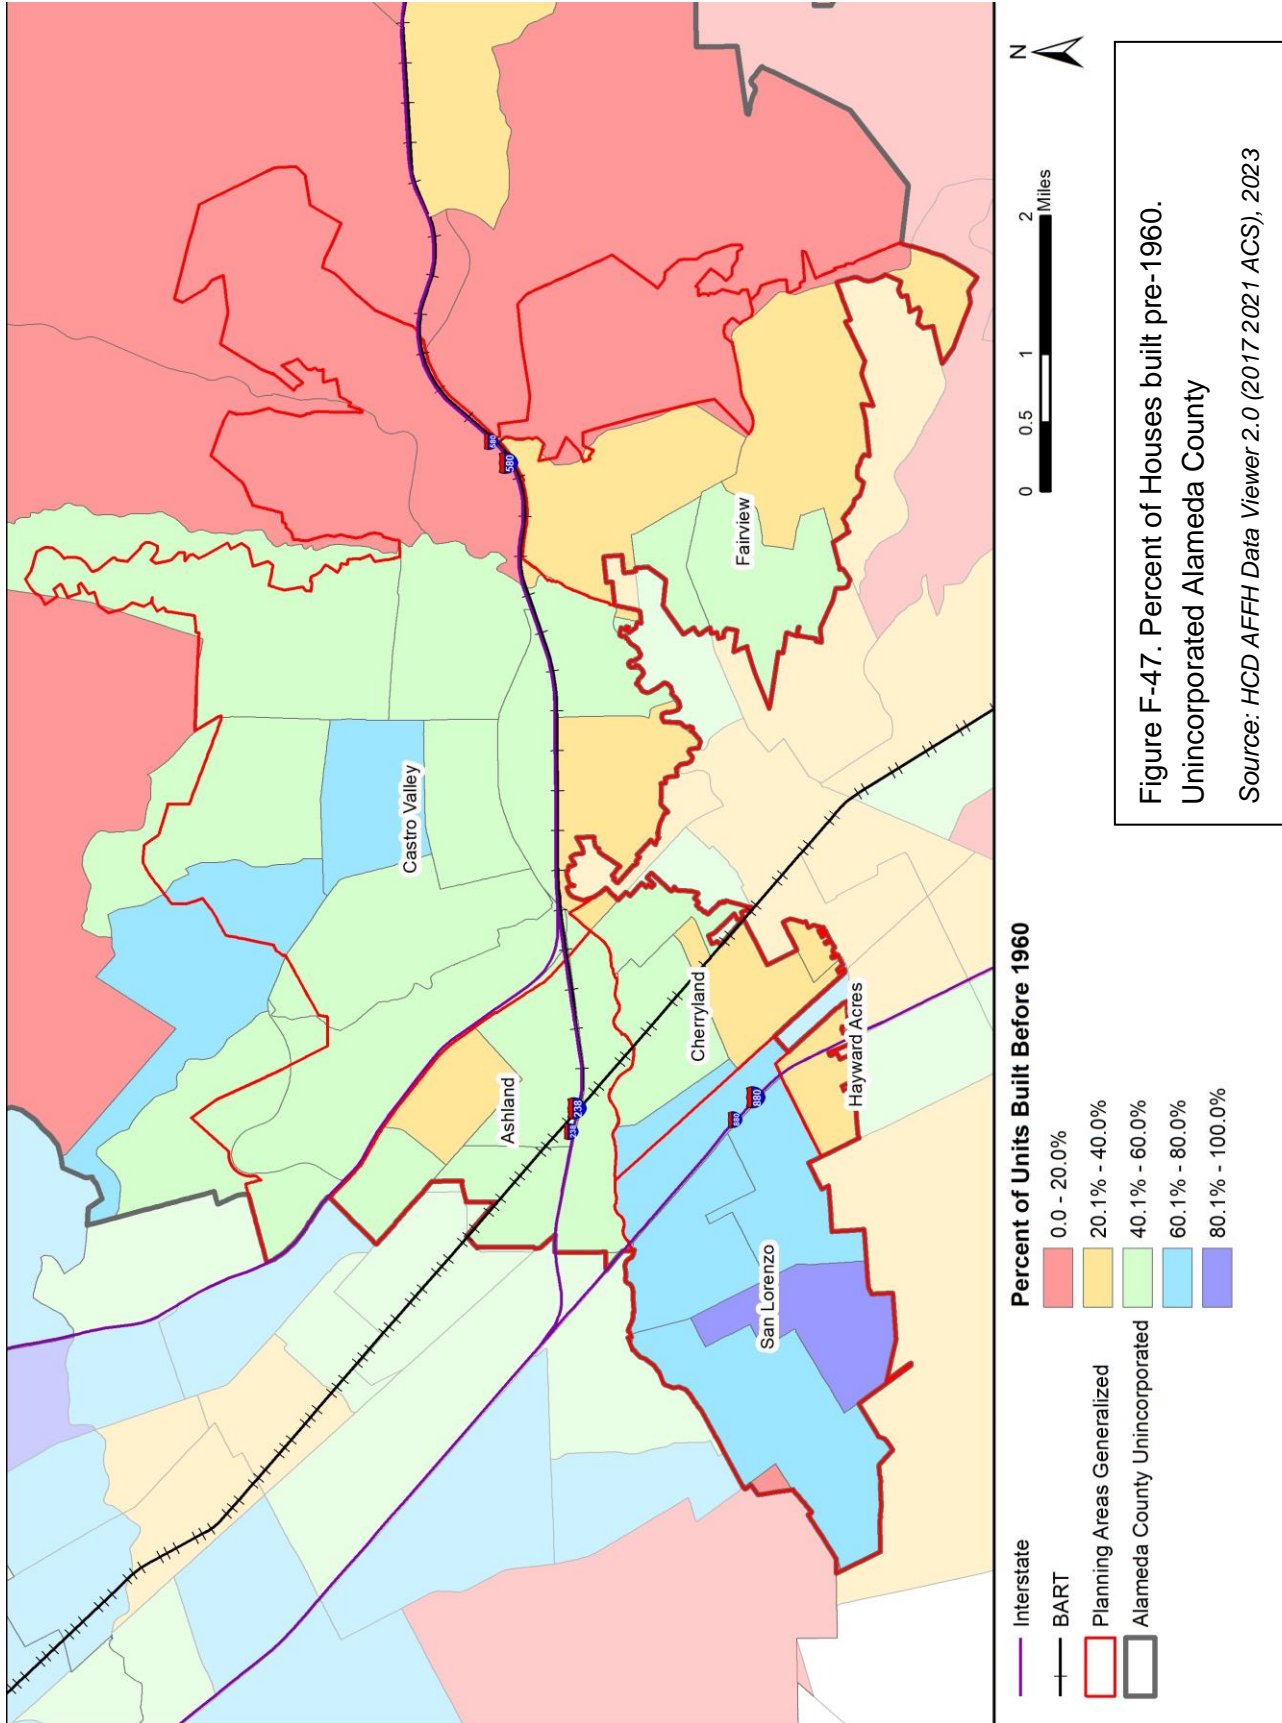 Castro Valley
Ashland
Cherryland
Fairview
Hayward Acres
San Lorenzo
580
580
238
238
880
880
N
0 0.5 1 2
Miles
Interstate
BART
Planning Areas Generalized
Alameda County Unincorporated
Percent of Units Built Before 1960
0.0 - 20.0%
20.1% - 40.0%
40.1% - 60.0%
60.1% - 80.0%
80.1% - 100.0%
Figure F-47. Percent of Houses built pre-1960.
Unincorporated Alameda County
Source: HCD AFFH Data Viewer 2.0 (2017 2021 ACS), 2023